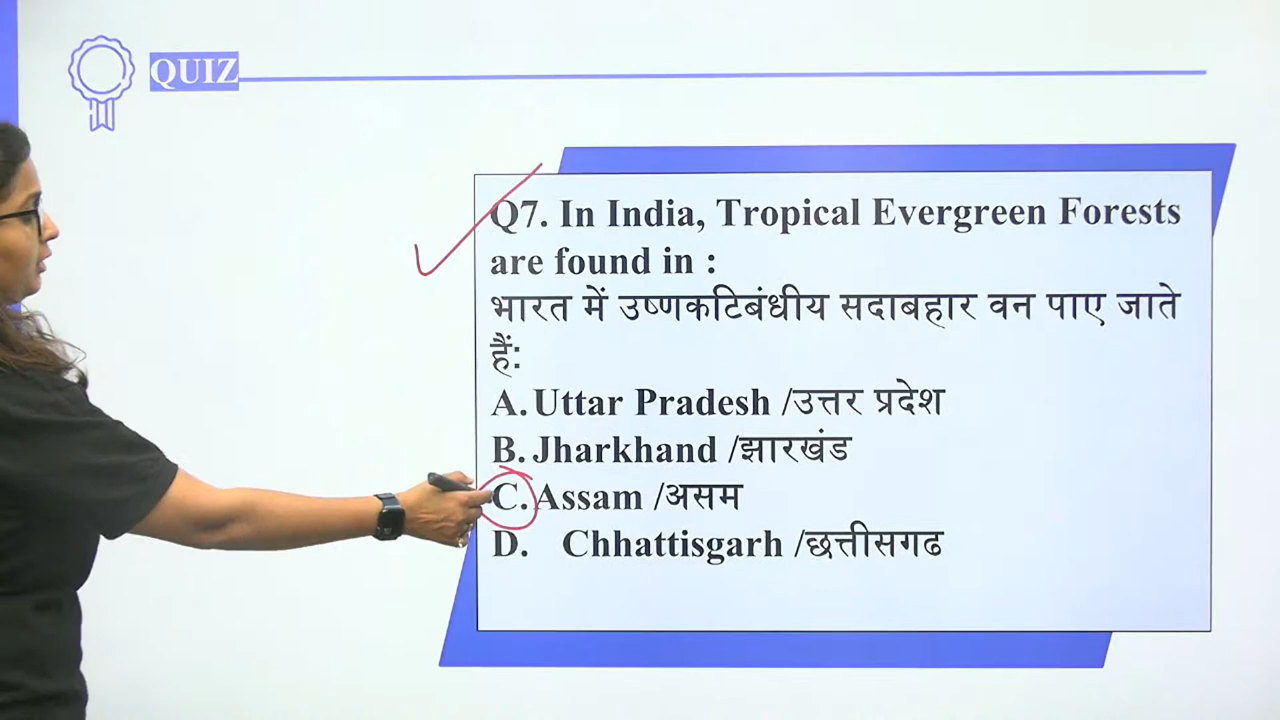 QUIZ
Q7. In India, Tropical Evergreen Forests
are found in :
भारत में उष्णकटिबंधीय सदाबहार वन पाए जाते
हैं:
A. Uttar Pradesh /उत्तर प्रदेश
B. Jharkhand /झारखंड
C. Assam /असम
D. Chhattisgarh /छत्तीसगढ